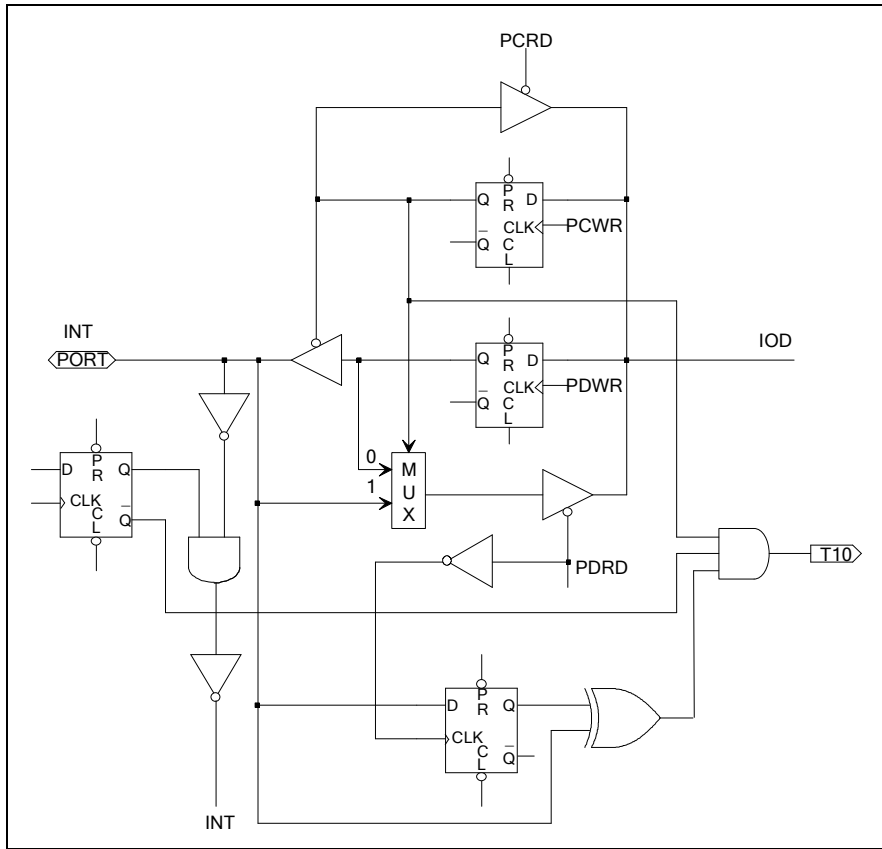 PCRD
P
R
Q
D
CLK
PCWR
Q
C
L
INT
PORT
IOD
P
R
Q
D
CLK
PDWR
Q
C
L
0
1
M
U
X
D
P
R
Q
CLK
C
L
Q
PDRD
T10
D
P
R
Q
CLK
C
L
Q
INT